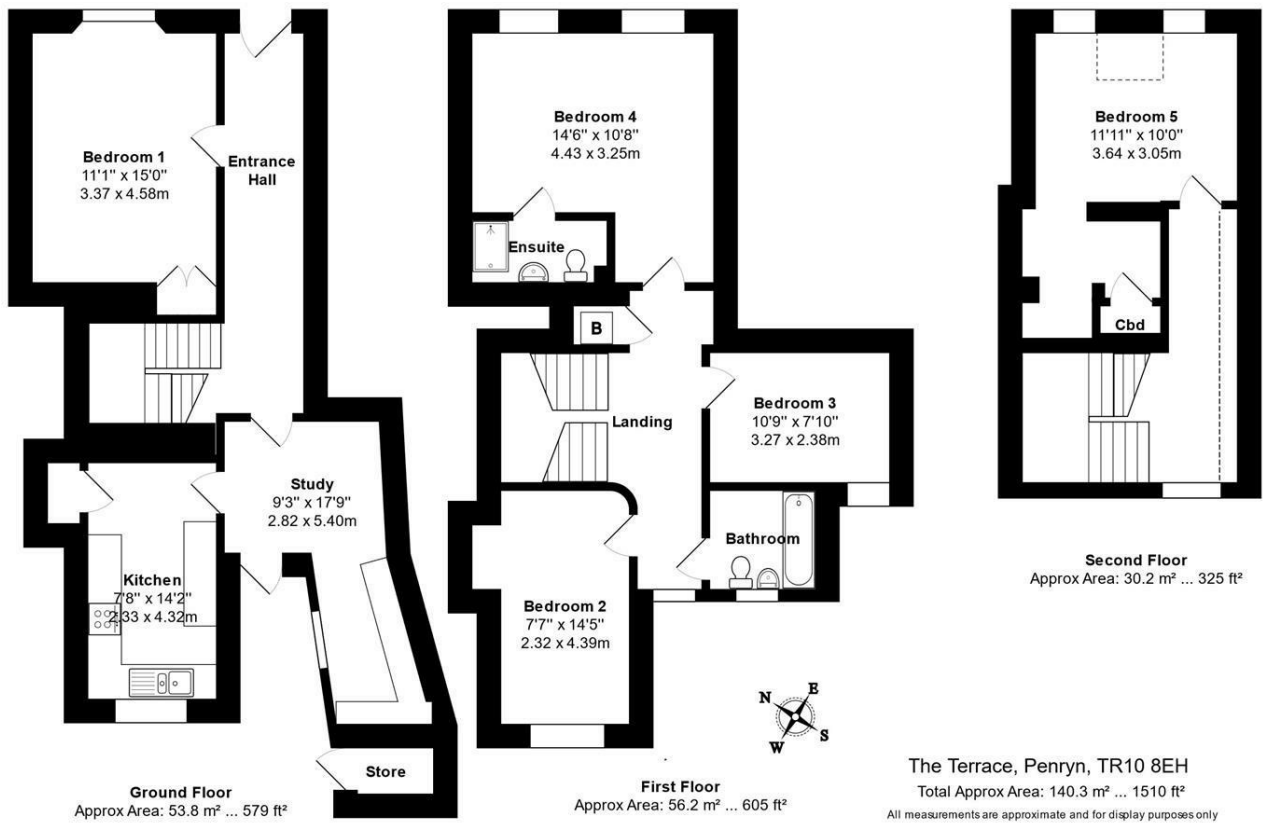 Bedroom 1
11'1" x 15'0"
3.37 x 4.58m
Entrance
Hall
Study
9'3" x 17'9"
2.82 x 5.40m
Kitchen
7'8" x 14'2"
2.33 x 4.32m
Store
Ground Floor
Approx Area: 53.8 m² ... 579 ft²
Bedroom 4
14'6" x 10'8"
4.43 x 3.25m
Ensuite
B
Landing
Bedroom 3
10'9" x 7'10"
3.27 x 2.38m
Bathroom
Bedroom 2
7'7" x 14'5"
2.32 x 4.39m
First Floor
Approx Area: 56.2 m² ... 605 ft²
Bedroom 5
11'11" x 10'0"
3.64 x 3.05m
Cbd
Second Floor
Approx Area: 30.2 m² ... 325 ft²
N
E
S
W
The Terrace, Penryn, TR10 8EH
Total Approx Area: 140.3 m² ... 1510 ft²
All measurements are approximate and for display purposes only